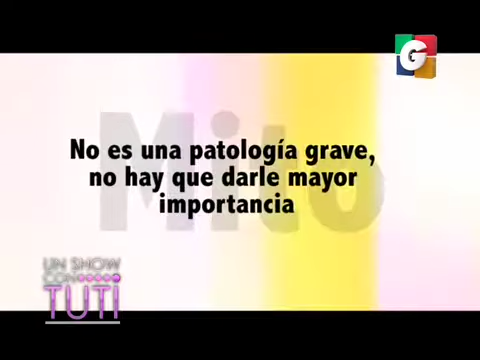 G
Mito
No es una patología grave,
no hay que darle mayor
importancia
UN SHOW
CON
TUTI